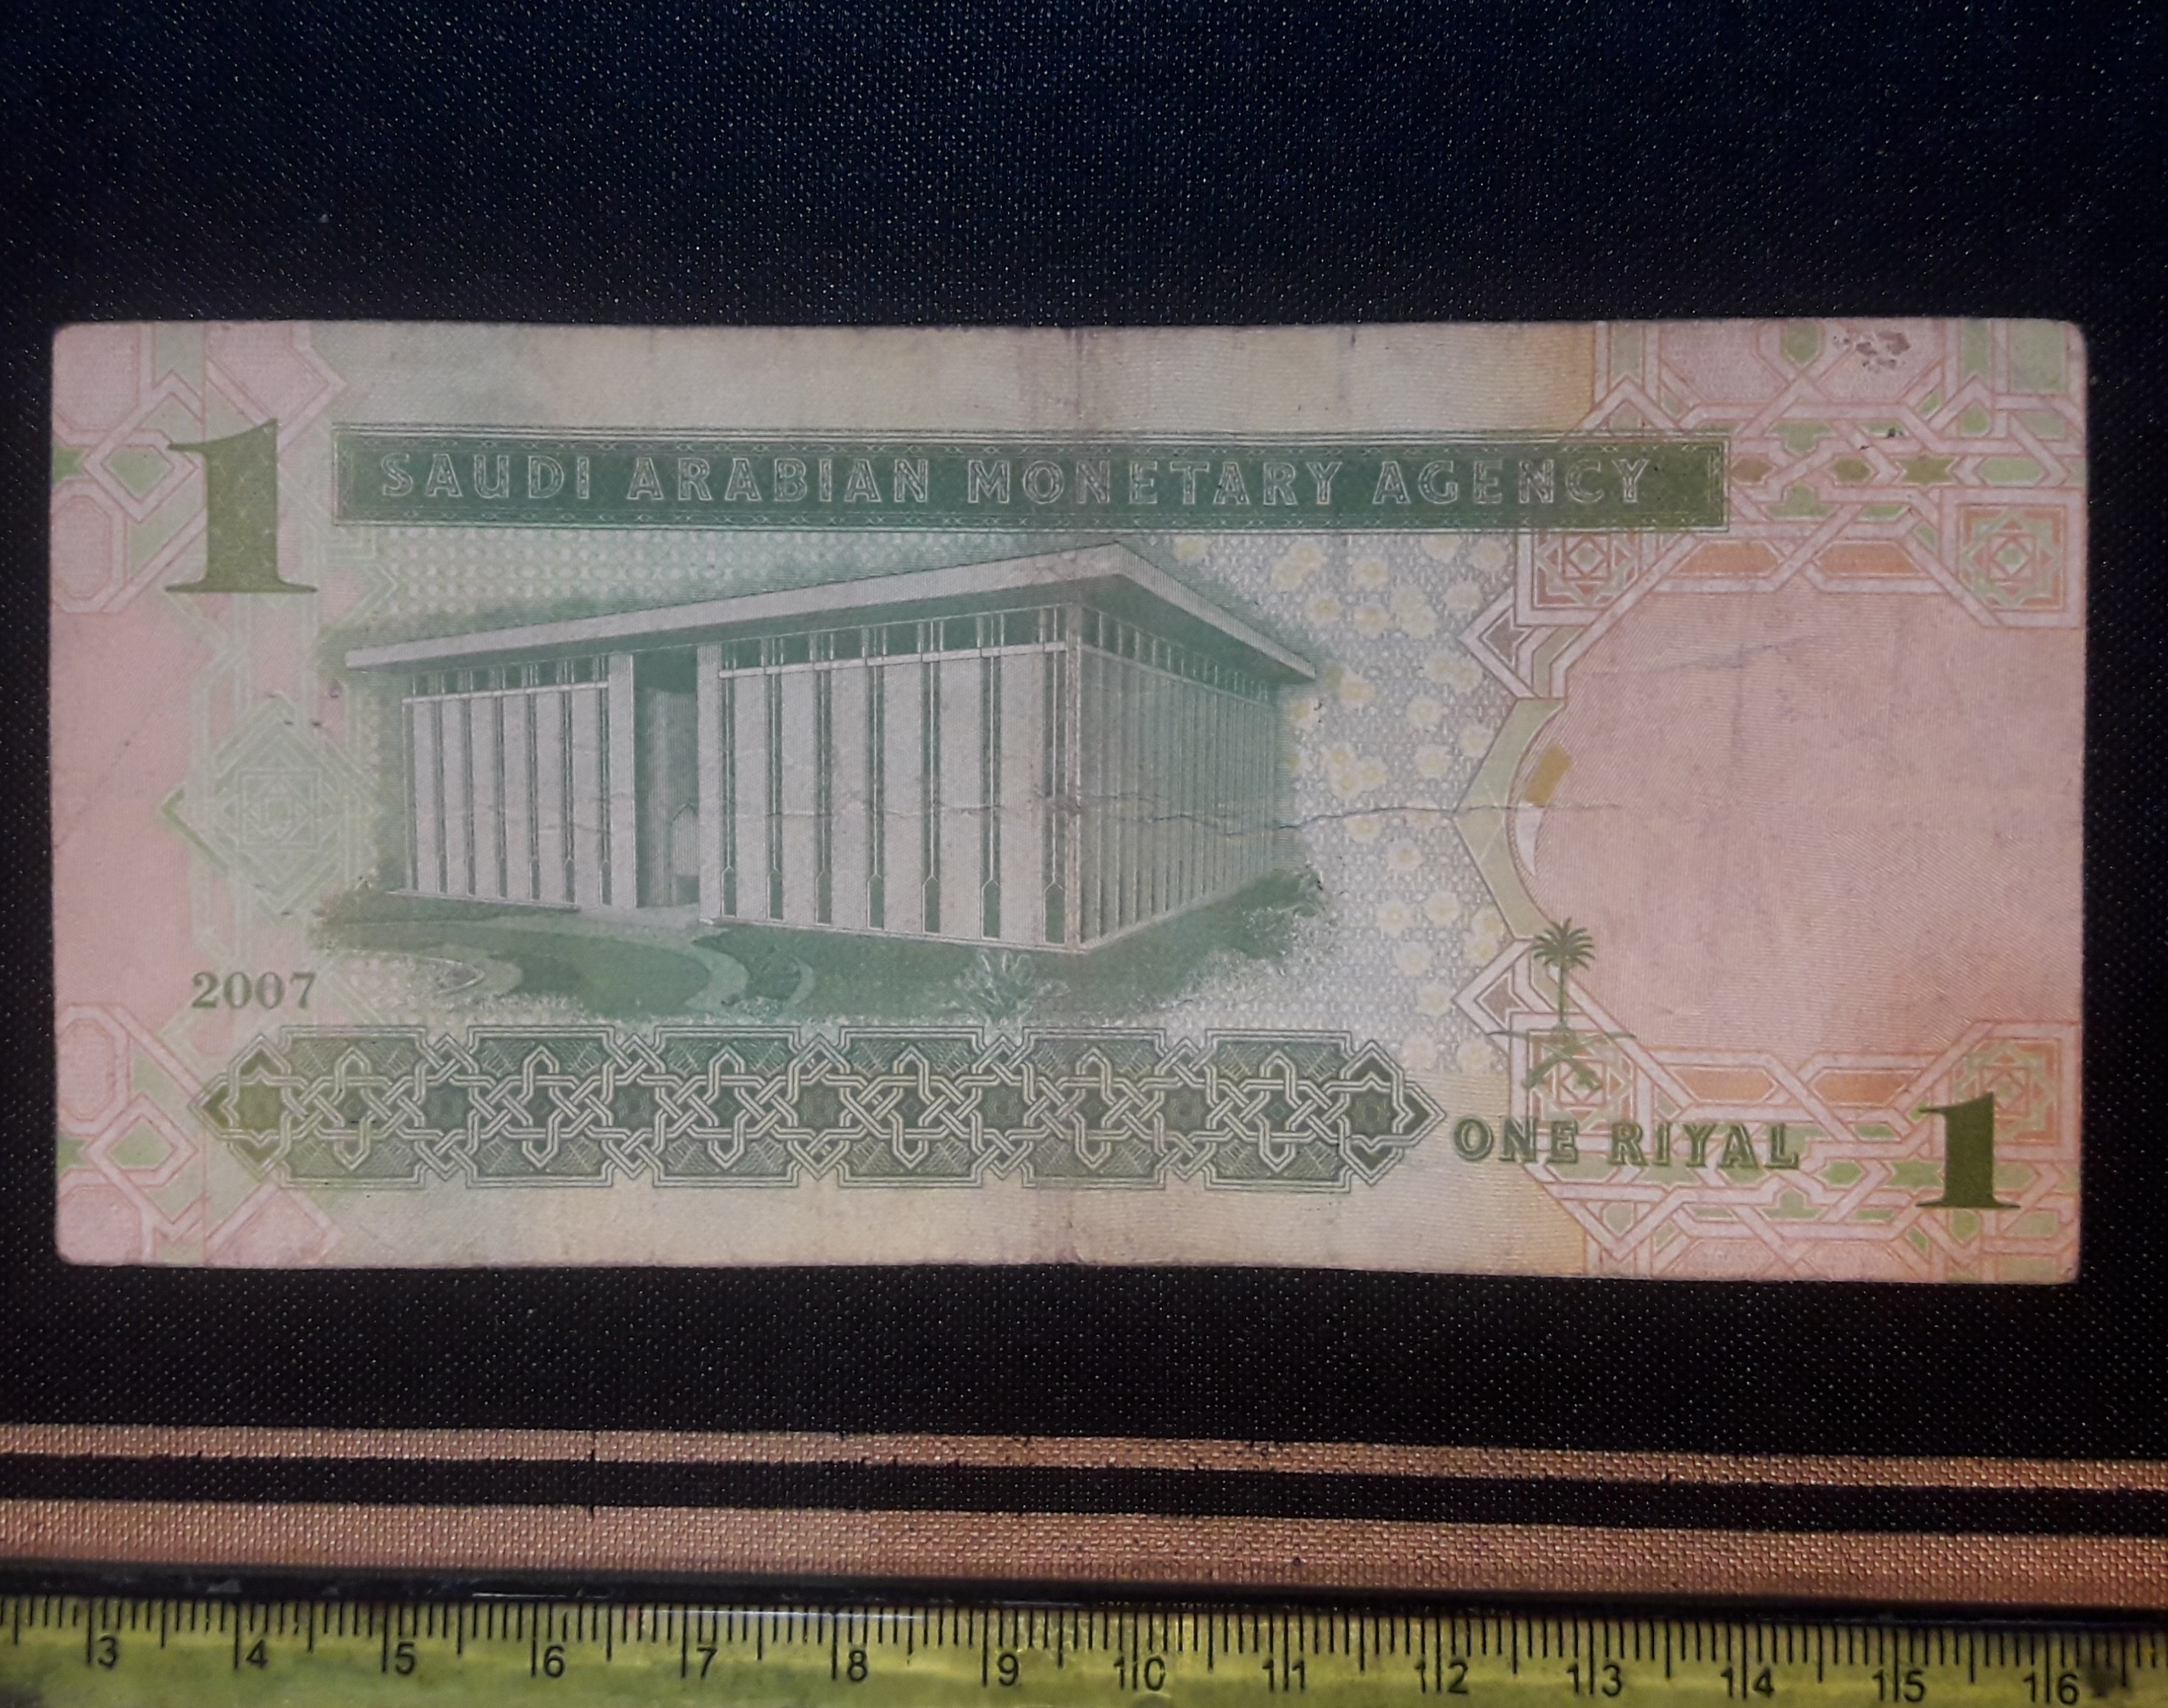 1
SAUDI ARABIAN MONETARY AGENCY
2007
ONE RIYAL
1
3 4 5 6 7 8 9 10 11 12 13 14 15 16